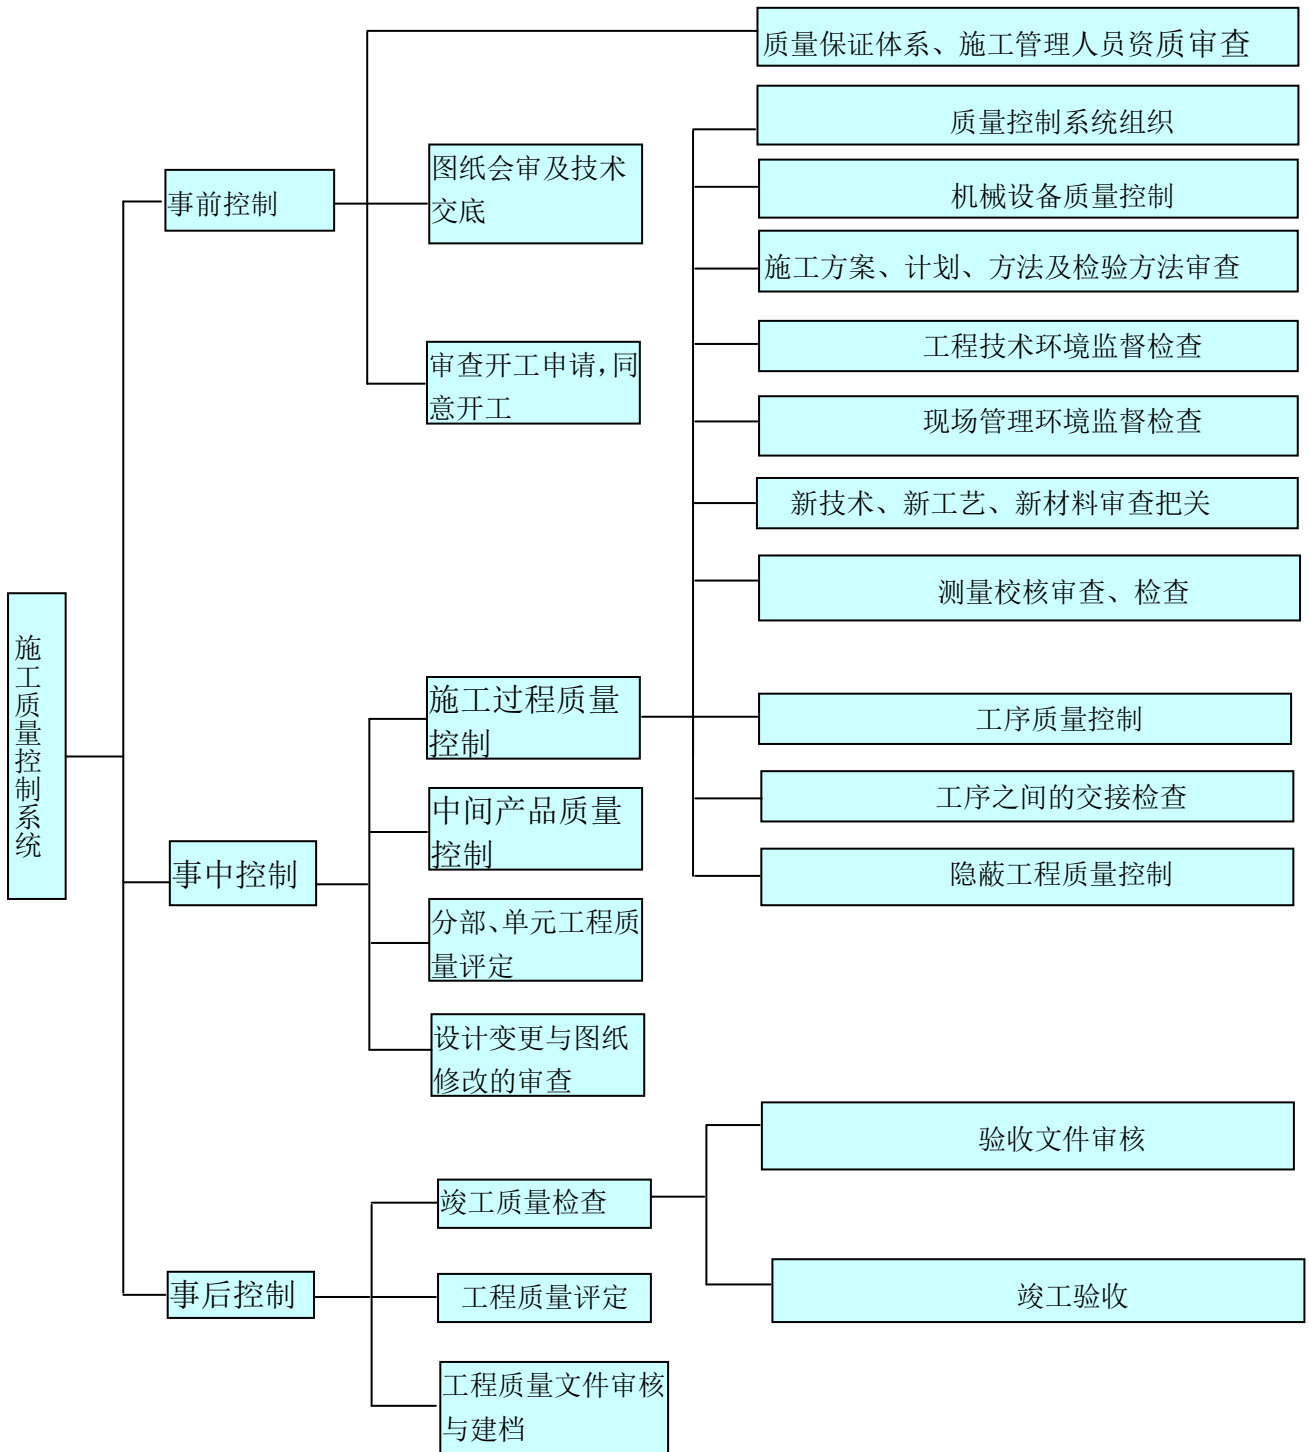 质量保证体系、施工管理人员资质审查
质量控制系统组织
图纸会审及技术
交底
事前控制
机械设备质量控制
施工方案、计划、方法及检验方法审查
工程技术环境监督检查
审查开工申请,同
意开工
现场管理环境监督检查
新技术、新工艺、新材料审查把关
测量校核审查、检查
施工质量控制系统
施工过程质量
控制
工序质量控制
中间产品质量
控制
工序之间的交接检查
事中控制
隐蔽工程质量控制
分部、单元工程质
量评定
设计变更与图纸
修改的审查
验收文件审核
竣工质量检查
事后控制
工程质量评定
竣工验收
工程质量文件审核
与建档